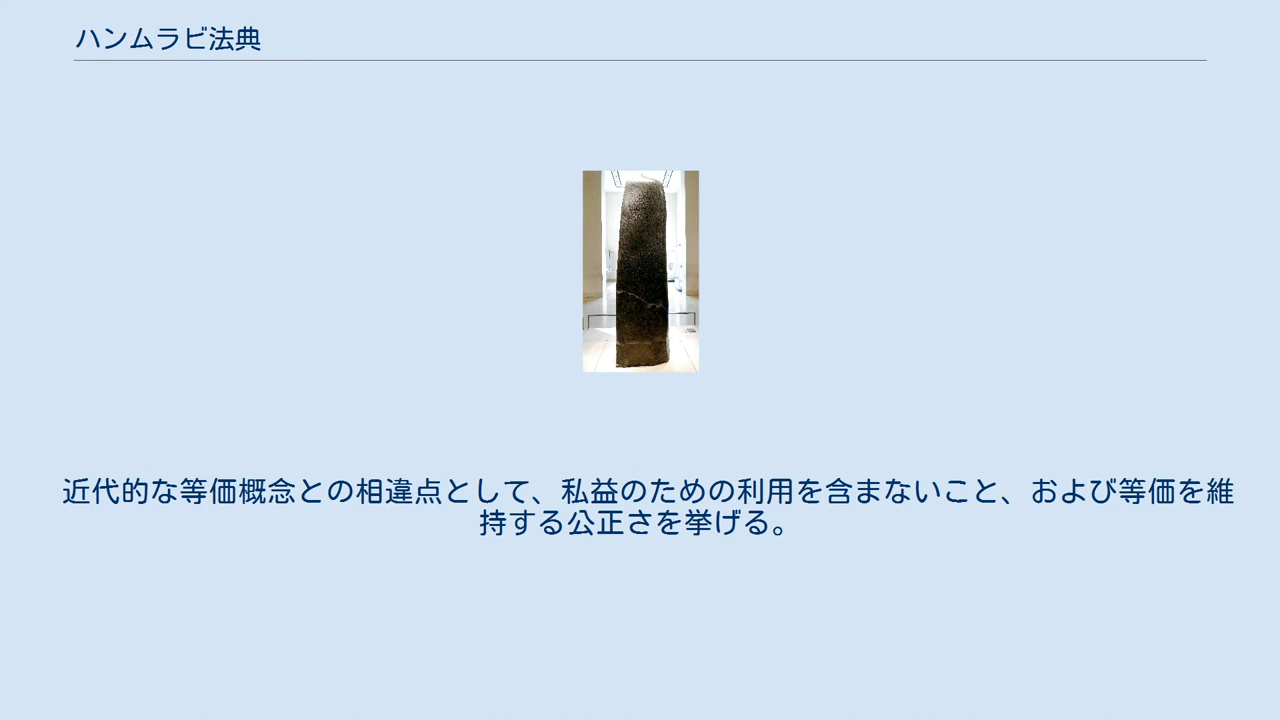 ハンムラビ法典
近代的な等価概念との相違点として、私益のための利用を含まないこと、および等価を維
持する公正さを挙げる。